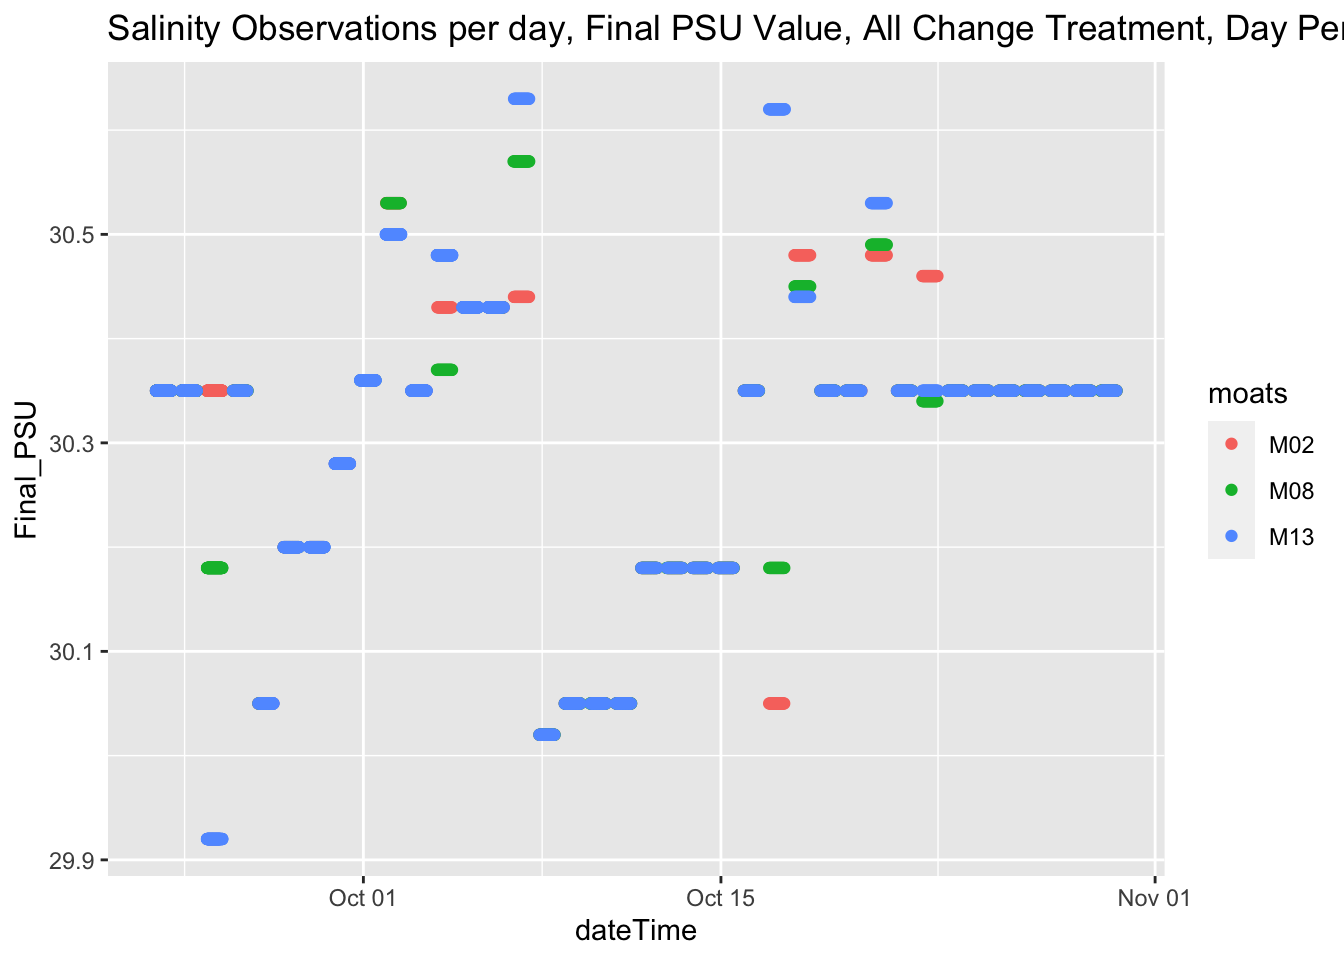 Salinity Observations per day, Final PSU Value, All Change Treatment, Day Per
Final_PSU
30.5
30.3
30.1
29.9
Oct 01
Oct 15
Nov 01
dateTime
moats
M02
M08
M13